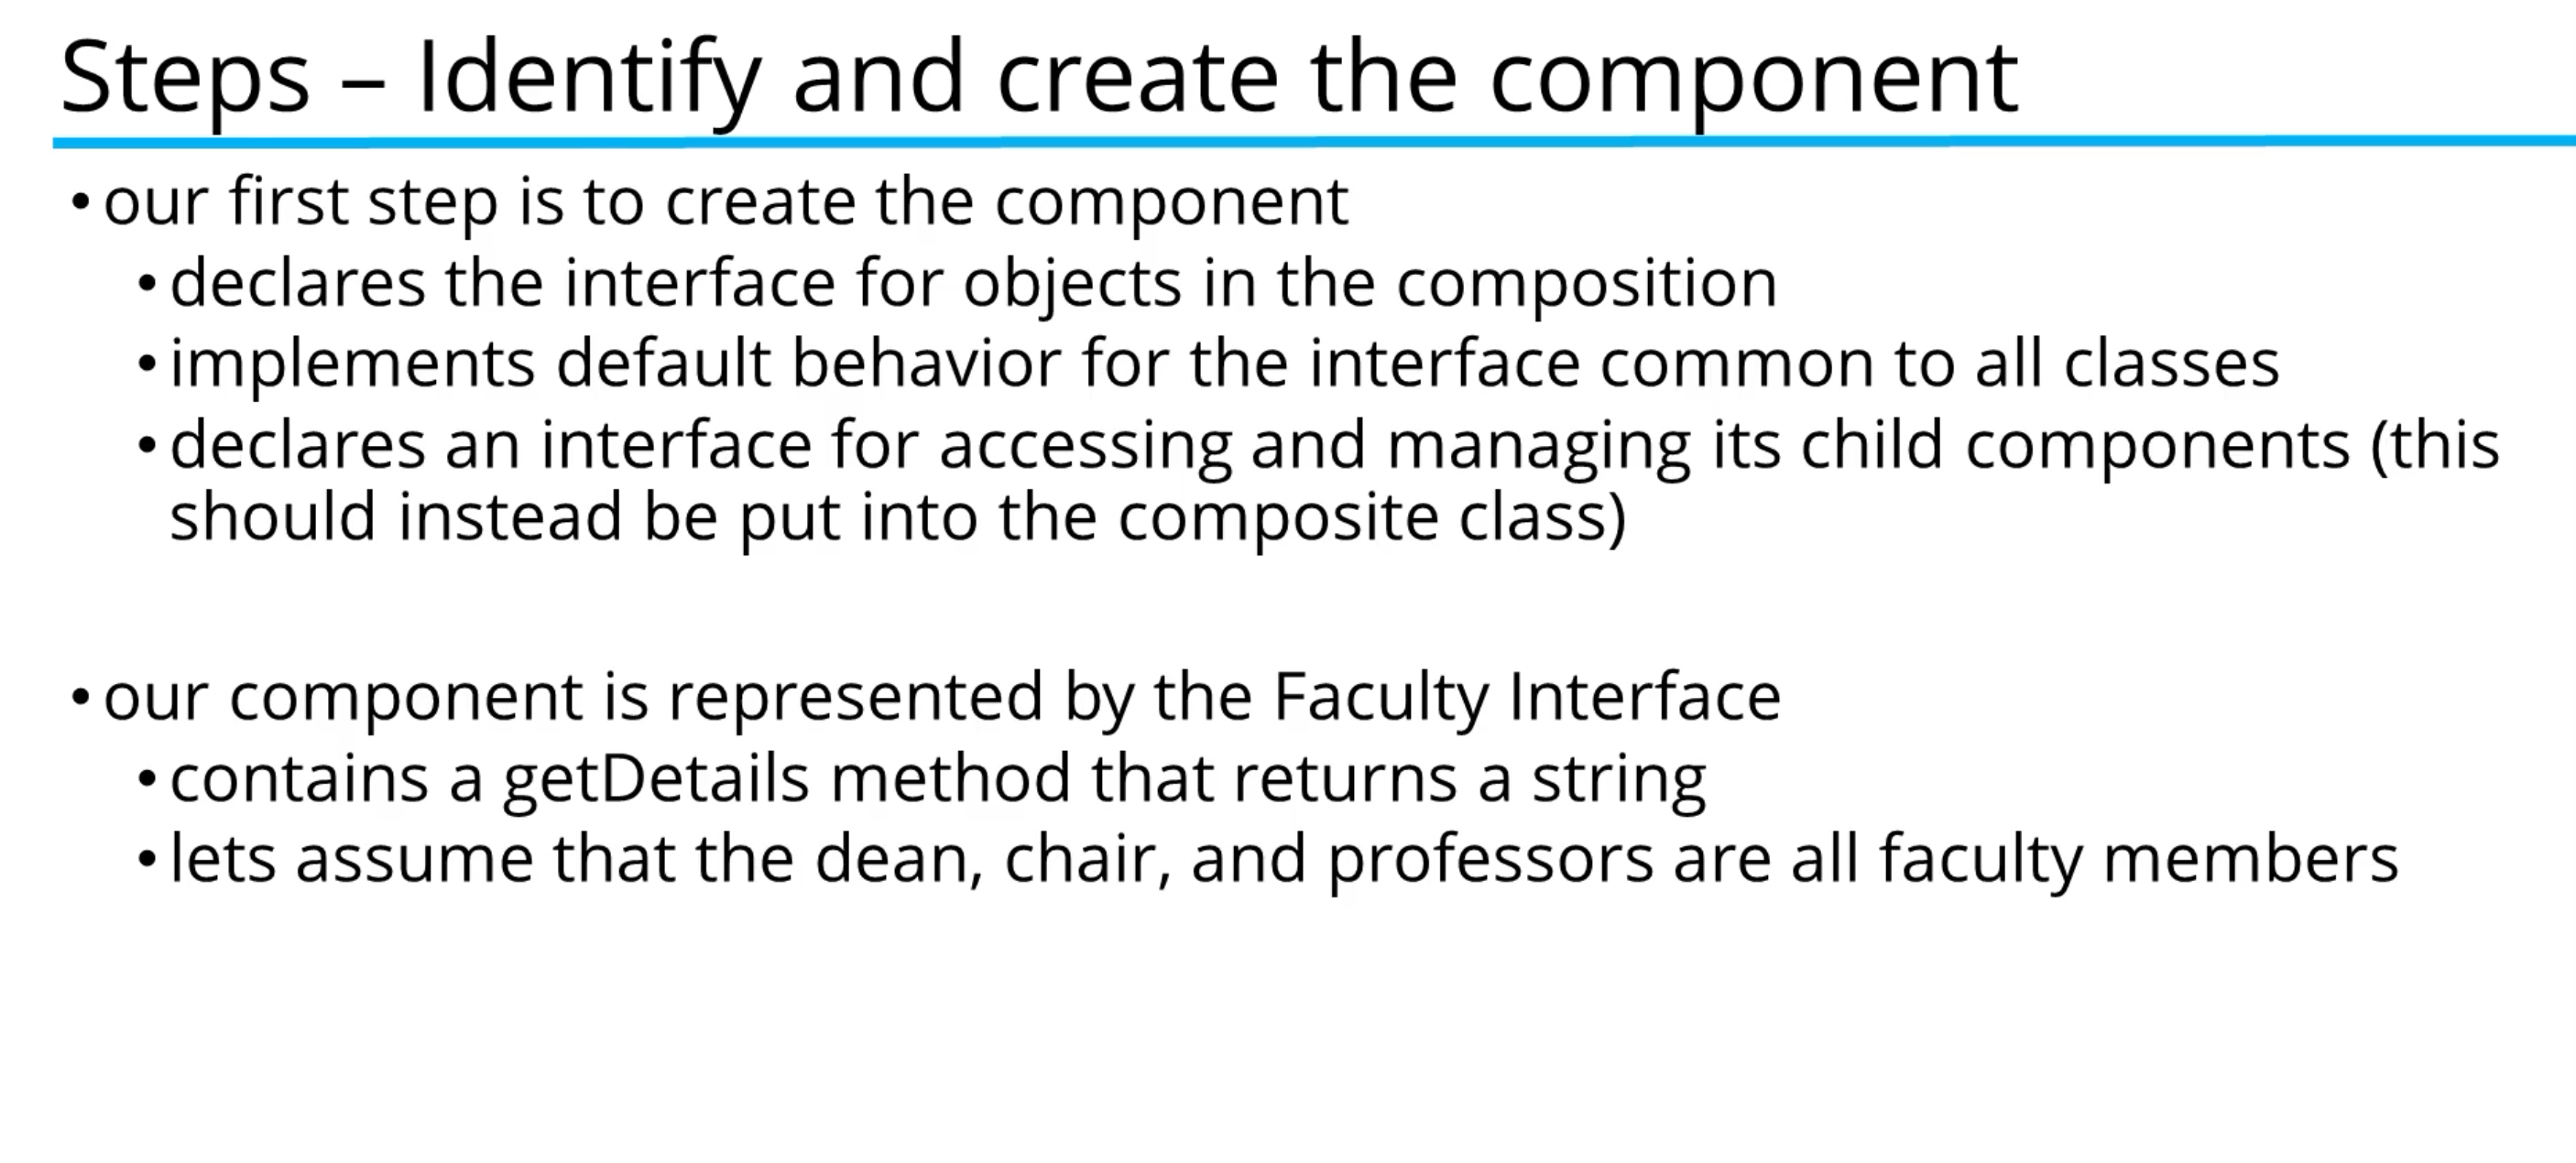 Steps – Identify and create the component
• our first step is to create the component
• declares the interface for objects in the composition
• implements default behavior for the interface common to all classes
• declares an interface for accessing and managing its child components (this
should instead be put into the composite class)
• our component is represented by the Faculty Interface
• contains a getDetails method that returns a string
• lets assume that the dean, chair, and professors are all faculty members